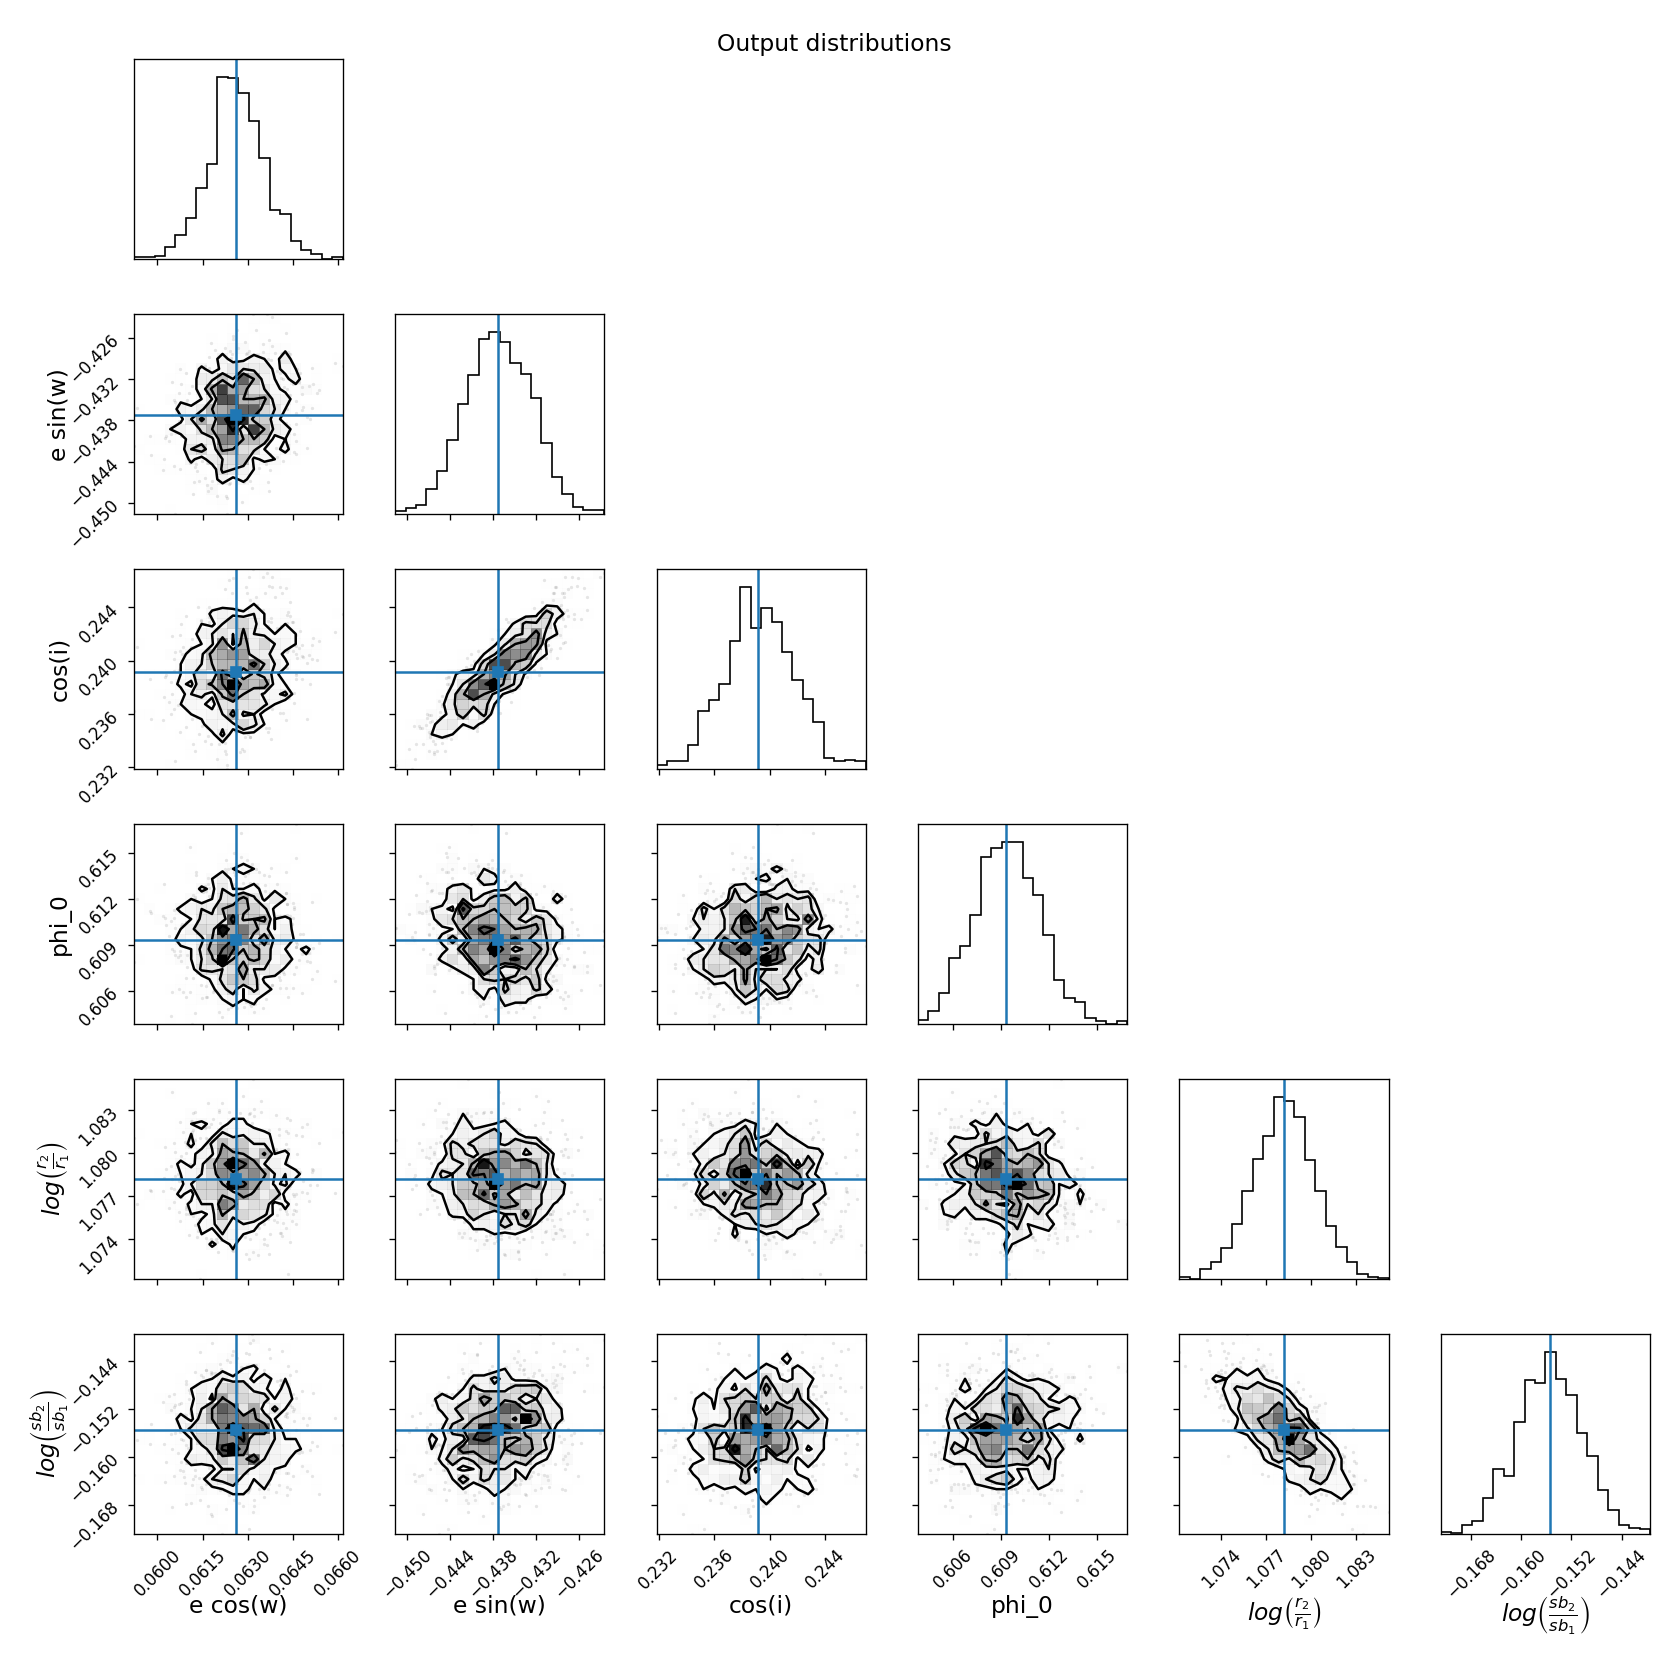 Output distributions
e sin(w)
−0.426
−0.432
−0.438
−0.444
−0.450
cos(i)
0.244
0.240
0.236
0.232
phi_0
0.615
0.612
0.609
0.606
log(r₂/r₁)
1.083
1.080
1.077
1.074
log(sb₂/sb₁)
−0.144
−0.152
−0.160
−0.168
0.0600 0.0615 0.0630 0.0645 0.0660
e cos(w)
−0.450 −0.444 −0.438 −0.432 −0.426
e sin(w)
0.232 0.236 0.240 0.244
cos(i)
0.606 0.609 0.612 0.615
phi_0
1.074 1.077 1.080 1.083
log(r₂/r₁)
−0.168 −0.160 −0.152 −0.144
log(sb₂/sb₁)